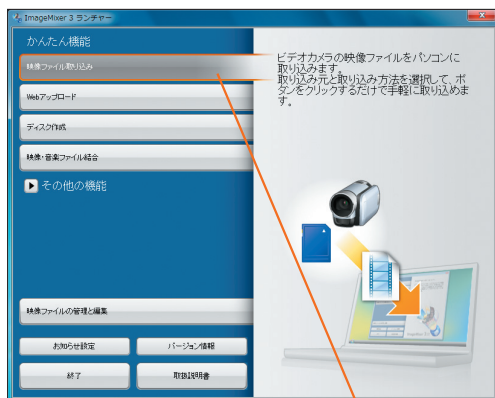 ImageMixer 3 ランチャー
かんたん機能
映像ファイル取り込み
Webアップロード
ディスク作成
映像・音楽ファイル結合
その他の機能
映像ファイルの管理と編集
お知らせ設定
バージョン情報
終了
取扱説明書
ビデオカメラの映像ファイルをパソコンに
取り込みます。
取り込み元と取り込み方法を選択して、ボ
タンをクリックするだけで手軽に取り込めま
す。